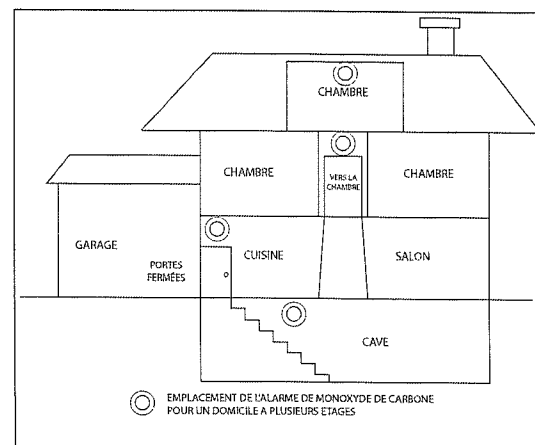 CHAMBRE
CHAMBRE
VERS LA
CHAMBRE
CHAMBRE
GARAGE
PORTES
FERMÉES
CUISINE
SALON
CAVE
EMPLACEMENT DE L'ALARME DE MONOXYDE DE CARBONE
POUR UN DOMICILE A PLUSIEURS ETAGES